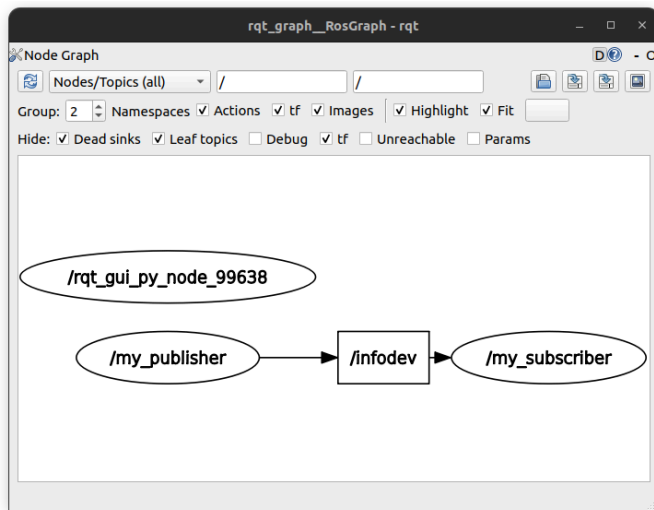 rqt_graph__RosGraph - rqt
Node Graph D - O
Nodes/Topics (all) / /
Group: 2 Namespaces Actions tf Images Highlight Fit
Hide: Dead sinks Leaf topics Debug tf Unreachable Params
/rqt_gui_py_node_99638
/my_publisher /infodev /my_subscriber